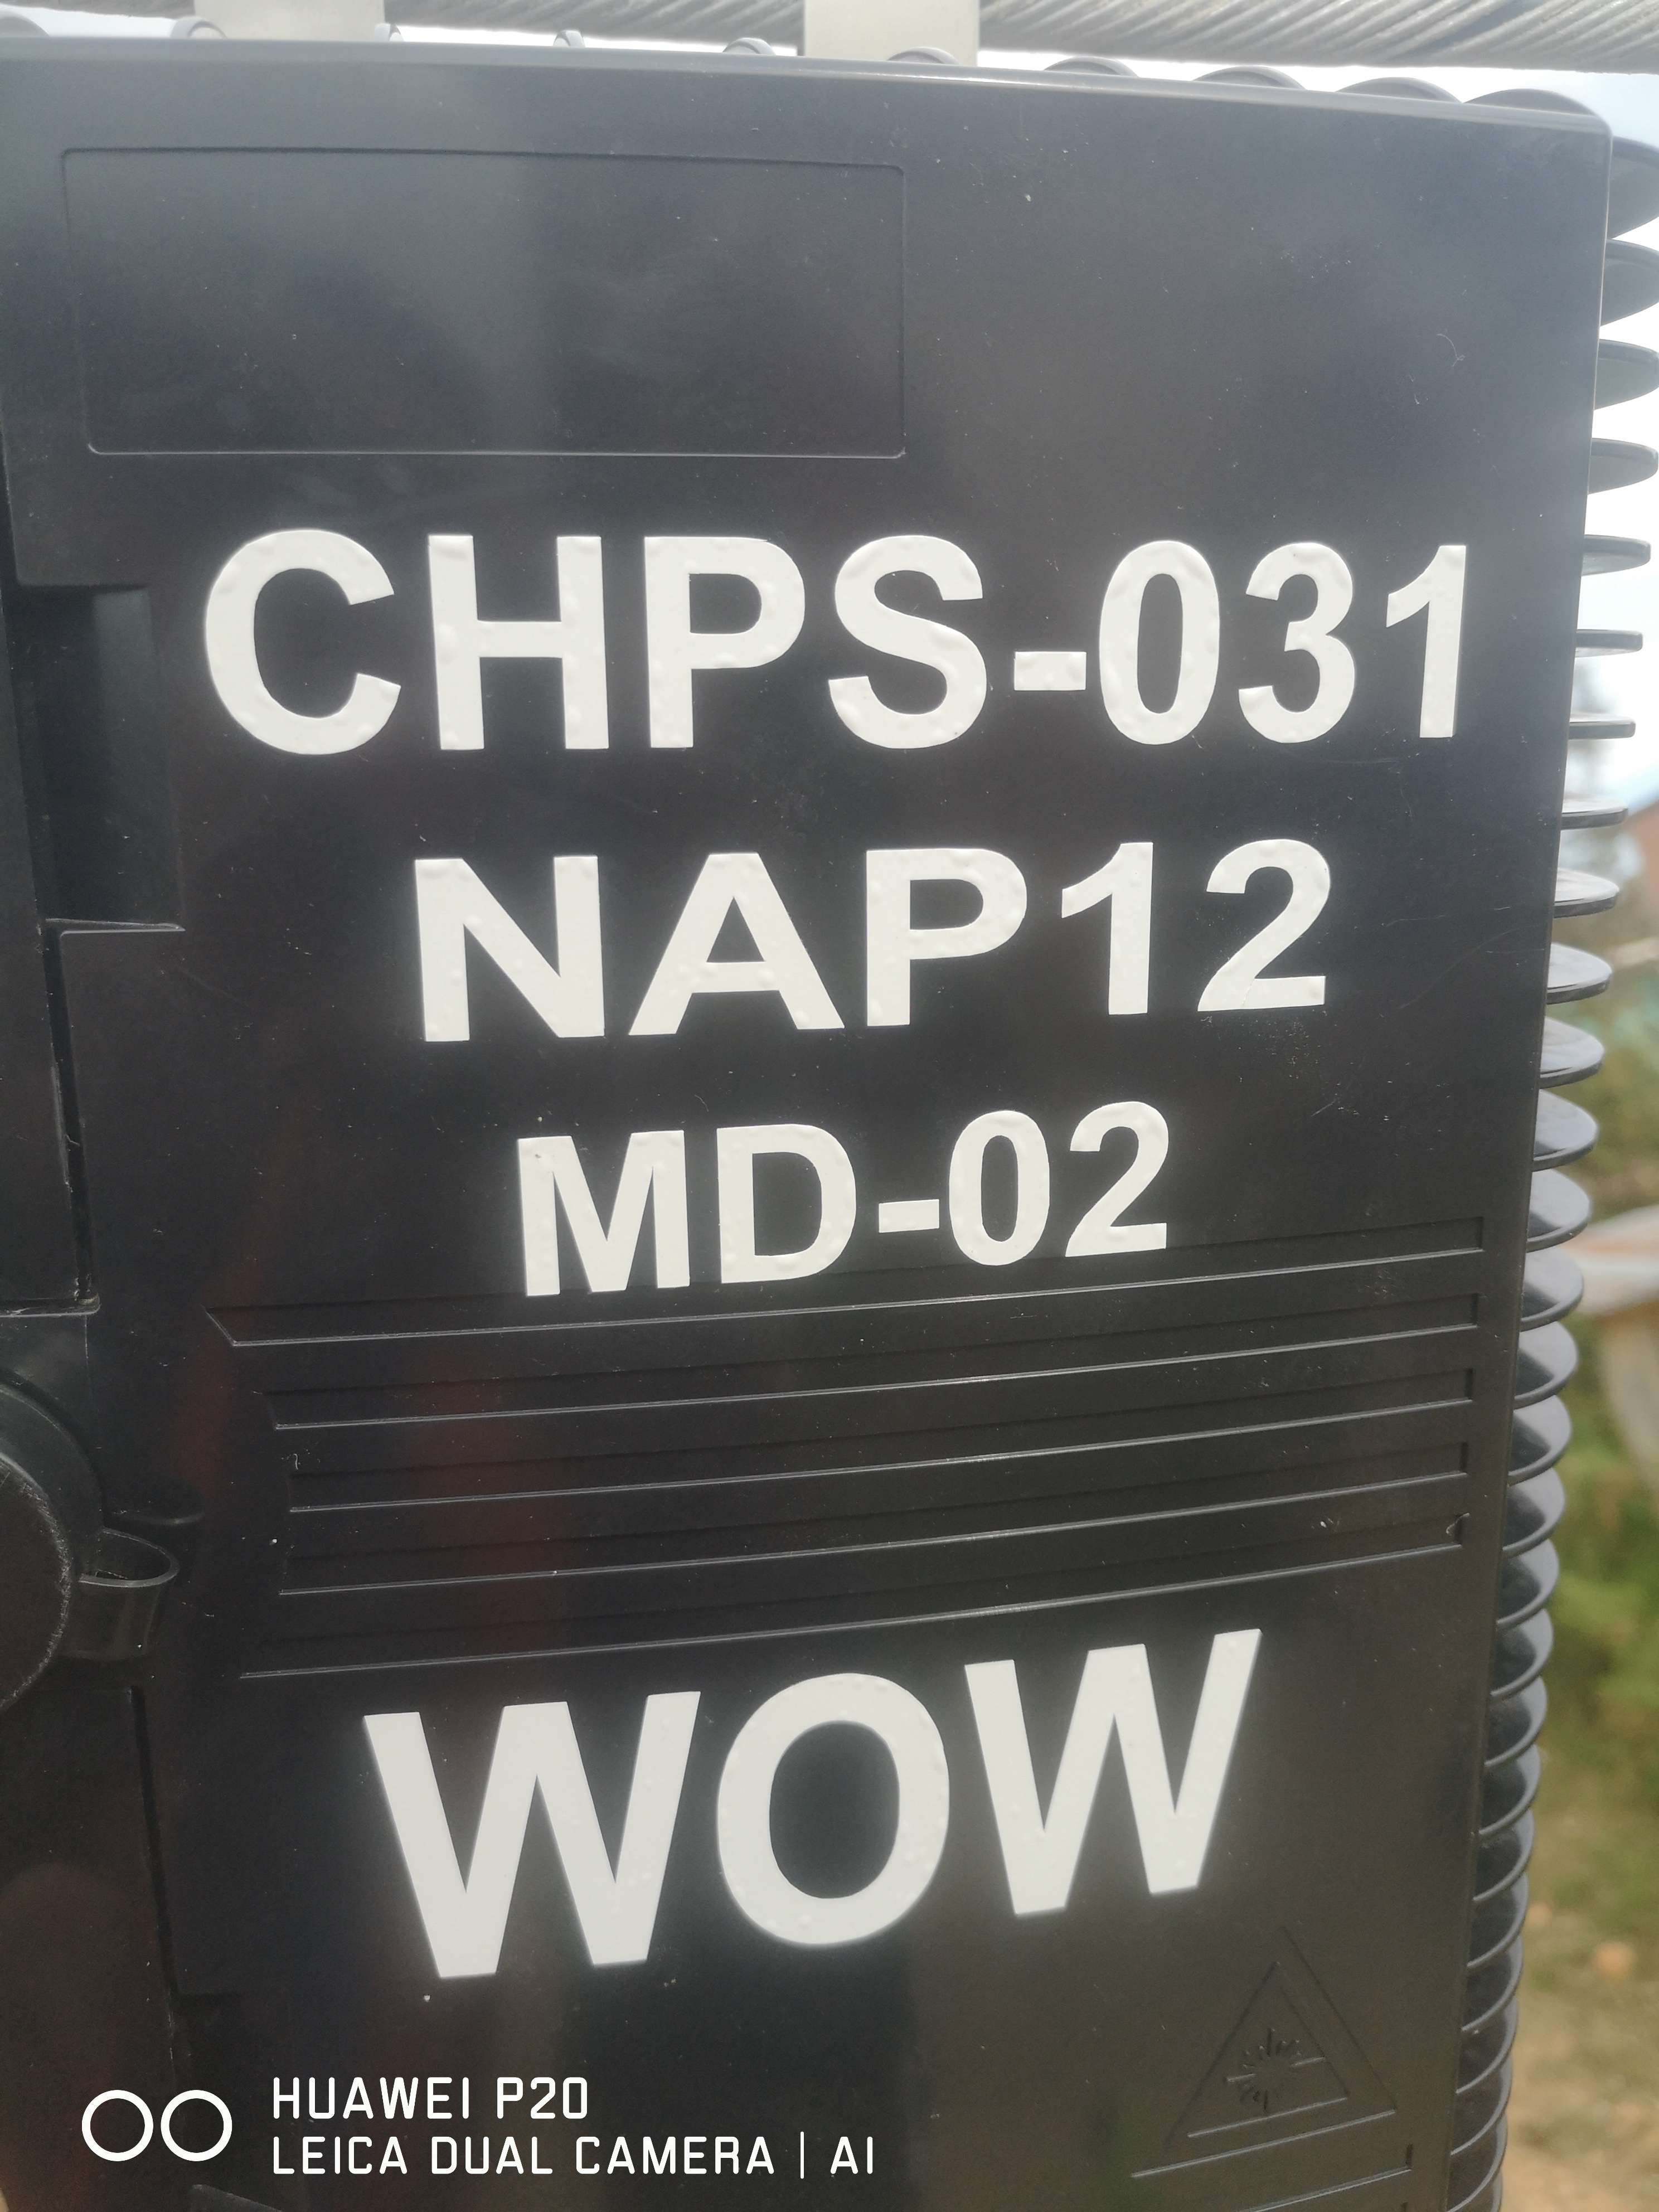 CHPS-031
NAP12
MD-02
WOW
HUAWEI P20
LEICA DUAL CAMERA | AI